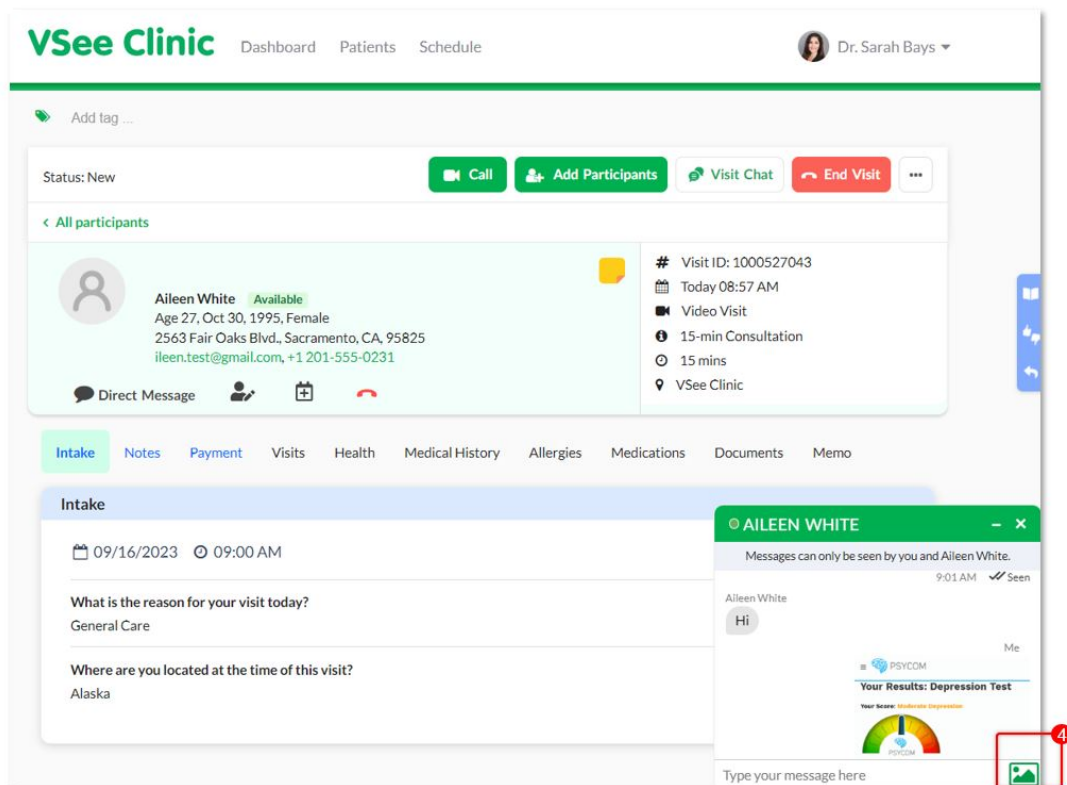 VSee Clinic Dashboard Patients Schedule Dr. Sarah Bays
Add tag ...
Status: New Call Add Participants Visit Chat End Visit
< All participants
Aileen White Available
Age 27, Oct 30, 1995, Female
2563 Fair Oaks Blvd., Sacramento, CA, 95825
ileen.test@gmail.com, +1 201-555-0231
Direct Message
# Visit ID: 1000527043
Today 08:57 AM
Video Visit
15-min Consultation
15 mins
VSee Clinic
Intake Notes Payment Visits Health Medical History Allergies Medications Documents Memo
Intake
09/16/2023 09:00 AM
What is the reason for your visit today?
General Care
Where are you located at the time of this visit?
Alaska
AILEEN WHITE
Messages can only be seen by you and Aileen White.
9:01 AM Seen
Aileen White
Hi
Me
PSYCOM
Your Results: Depression Test
Your Score: Moderate Depression
PSYCOM
Type your message here
4